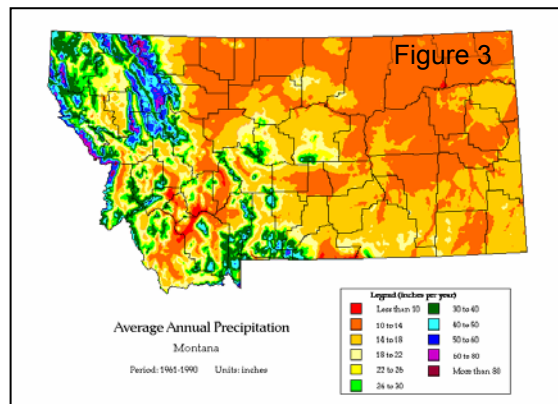 Figure 3
Average Annual Precipitation
Montana
Period: 1961-1990 Units: inches
Legend (inches per year)
Less than 10
10 to 14
14 to 18
18 to 22
22 to 26
26 to 30
30 to 40
40 to 50
50 to 60
60 to 80
More than 80